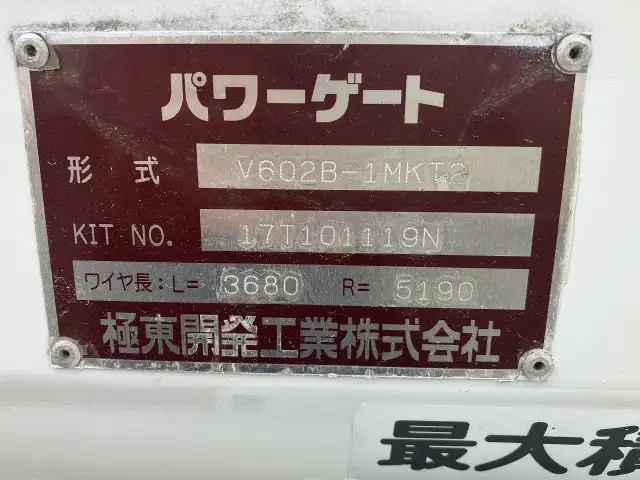 パワーゲート
形式 V602B-1MKT2
KIT NO. 17T101119N
ワイヤ長:L= 3680 R= 5190
極東開発工業株式会社
最大積